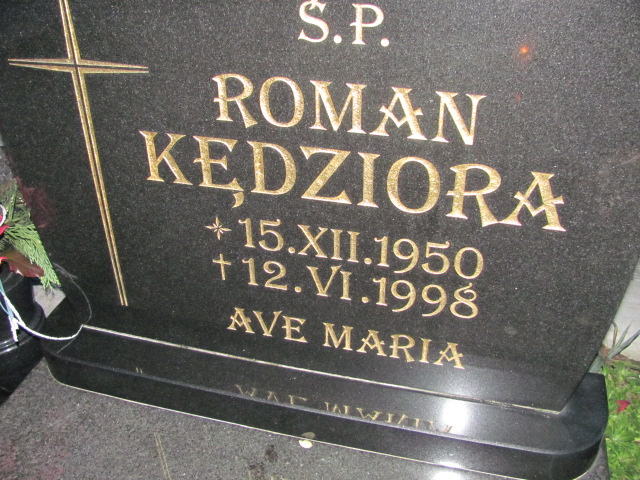 Ś.P.
ROMAN
KĘDZIORA
15.XII.1950
12.VI.1998
AVE MARIA